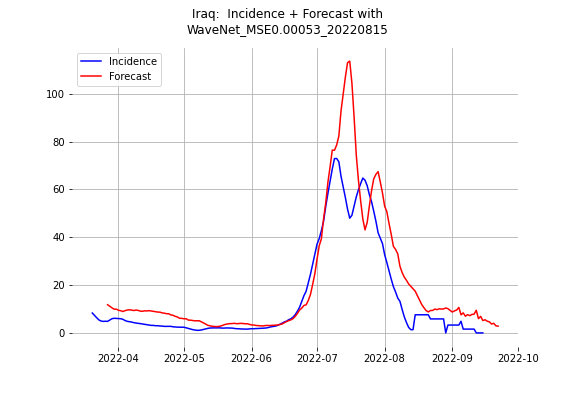 Iraq:  Incidence + Forecast with
WaveNet_MSE0.00053_20220815
Incidence
Forecast
100
80
60
40
20
0
2022-04 2022-05 2022-06 2022-07 2022-08 2022-09 2022-10